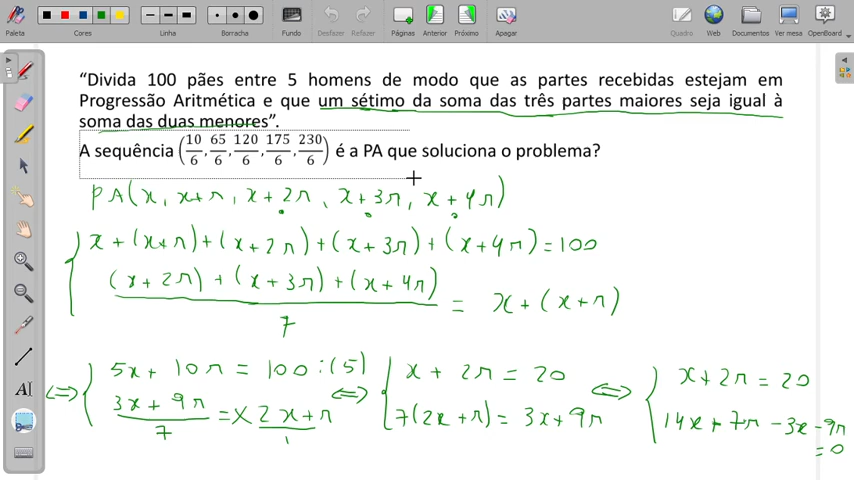 Paleta Cores Linha Borracha Fundo Desfazer Refazer Páginas Anterior Próximo Apagar Quadro Web Documentos Ver mesa OpenBoard
“Divida 100 pães entre 5 homens de modo que as partes recebidas estejam em
Progressão Aritmética e que um sétimo da soma das três partes maiores seja igual à
soma das duas menores”.
A sequência (10/6, 65/6, 120/6, 175/6, 230/6) é a PA que soluciona o problema?
PA(x, x+r, x+2r, x+3r, x+4r)
x + (x+r) + (x+2r) + (x+3r) + (x+4r) = 100
(x+2r) + (x+3r) + (x+4r) / 7 = x + (x+r)
⇔ { 5x + 10r = 100 :(5) ⇔ { x + 2r = 20 ⇔ { x + 2r = 20
3x + 9r / 7 = × 2x + r / 1 7(2x+r) = 3x + 9r 14x + 7r - 3x - 9r
= 0